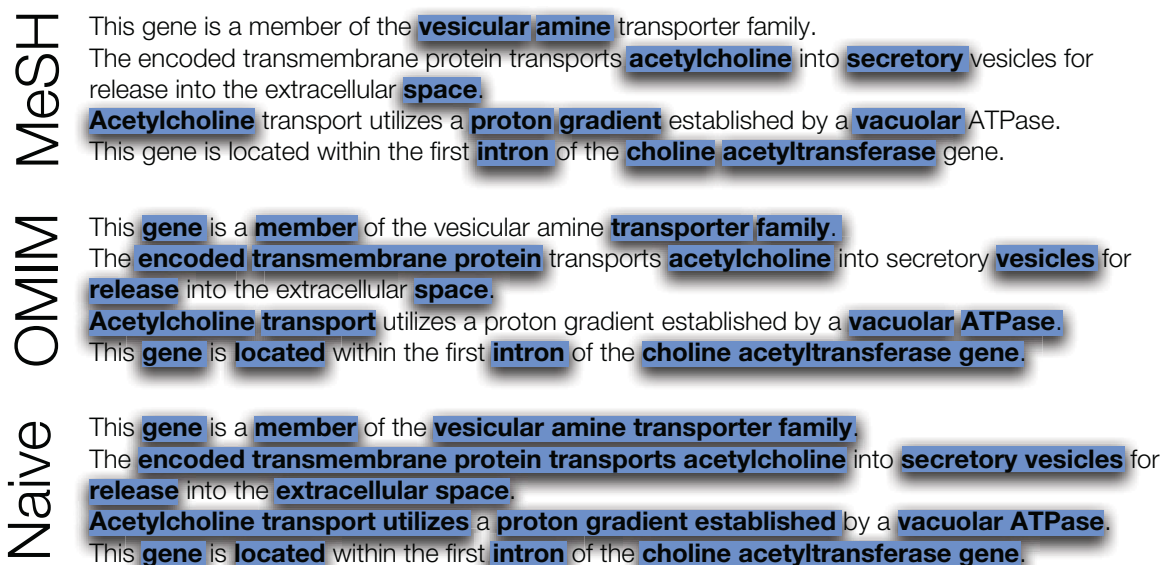 MeSH
This gene is a member of the vesicular amine transporter family.
The encoded transmembrane protein transports acetylcholine into secretory vesicles for
release into the extracellular space.
Acetylcholine transport utilizes a proton gradient established by a vacuolar ATPase.
This gene is located within the first intron of the choline acetyltransferase gene.
OMIM
This gene is a member of the vesicular amine transporter family.
The encoded transmembrane protein transports acetylcholine into secretory vesicles for
release into the extracellular space.
Acetylcholine transport utilizes a proton gradient established by a vacuolar ATPase.
This gene is located within the first intron of the choline acetyltransferase gene.
Naive
This gene is a member of the vesicular amine transporter family.
The encoded transmembrane protein transports acetylcholine into secretory vesicles for
release into the extracellular space.
Acetylcholine transport utilizes a proton gradient established by a vacuolar ATPase.
This gene is located within the first intron of the choline acetyltransferase gene.